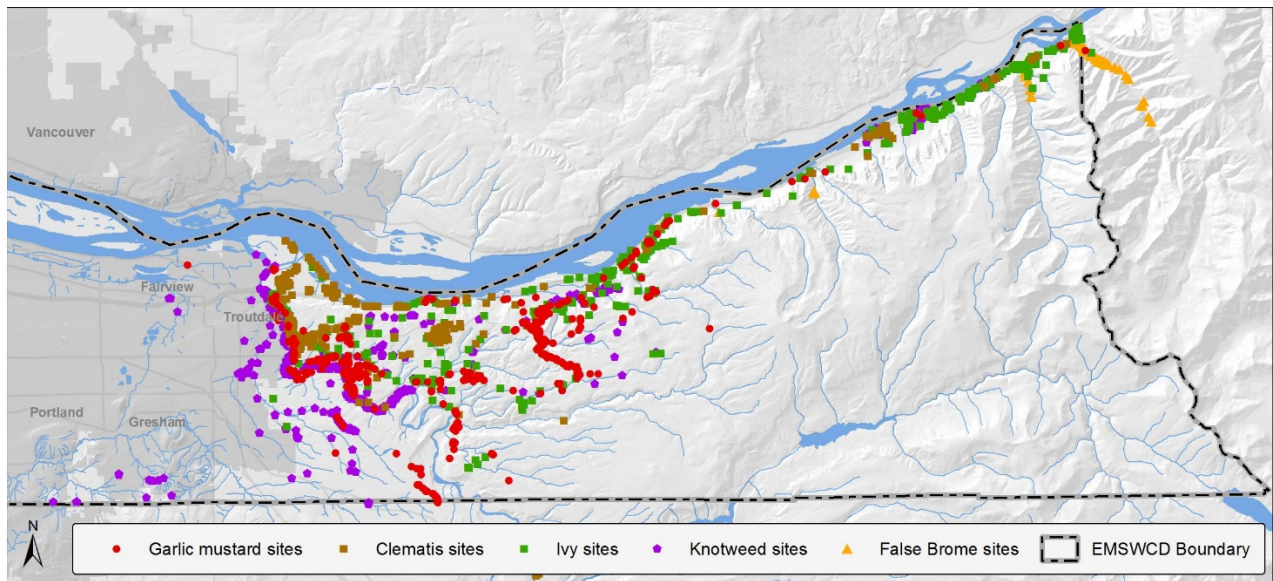 Vancouver
Fairview
Troutdale
Portland
Gresham
N
Garlic mustard sites
Clematis sites
Ivy sites
Knotweed sites
False Brome sites
EMSWCD Boundary